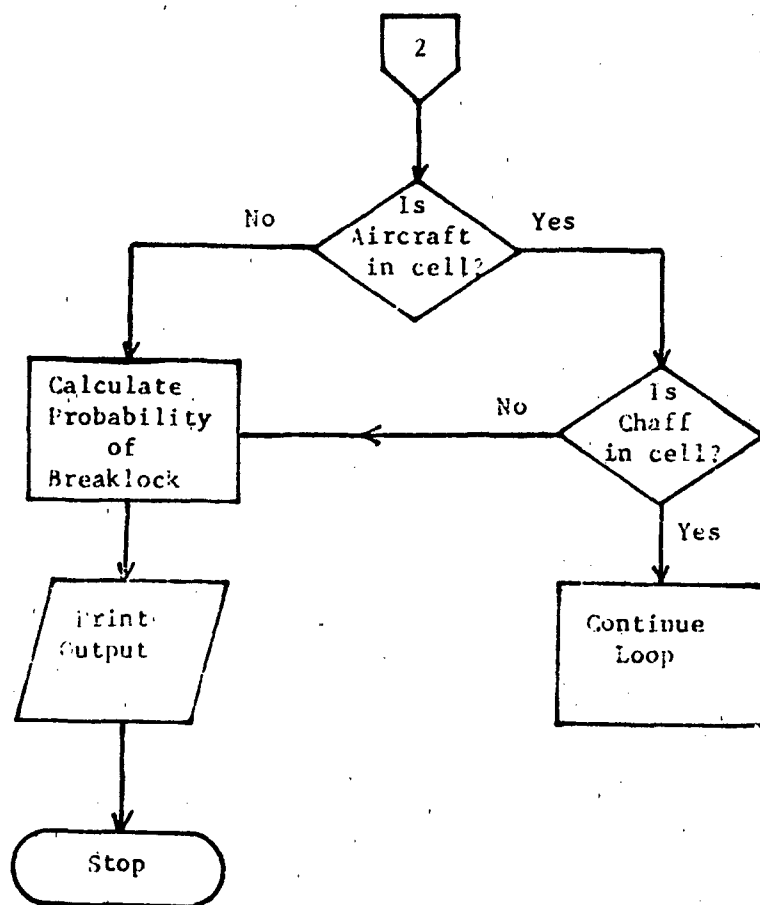 2
Is
Aircraft
in cell?
No
Yes
Calculate
Probability
of
Breaklock
No
Is
Chaff
in cell?
Yes
Print
Output
Continue
Loop
Stop